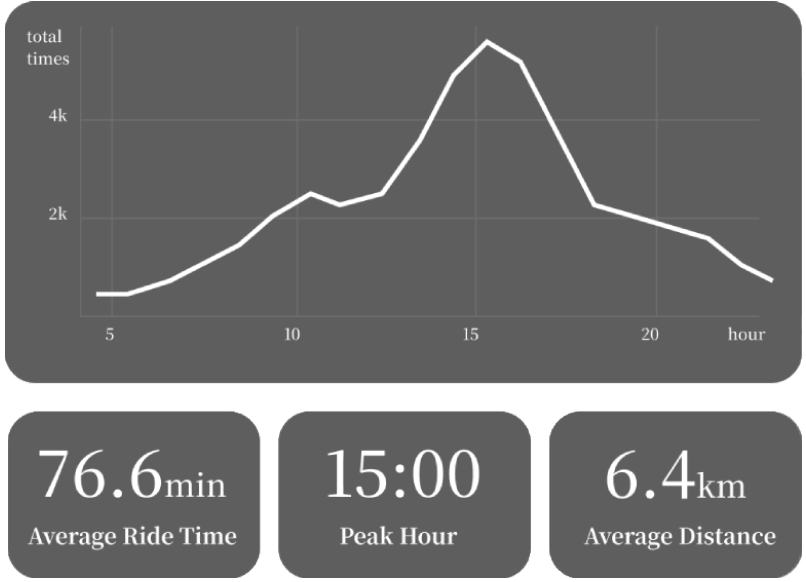 total
times
4k
2k
5 10 15 20 hour
76.6min
Average Ride Time
15:00
Peak Hour
6.4km
Average Distance